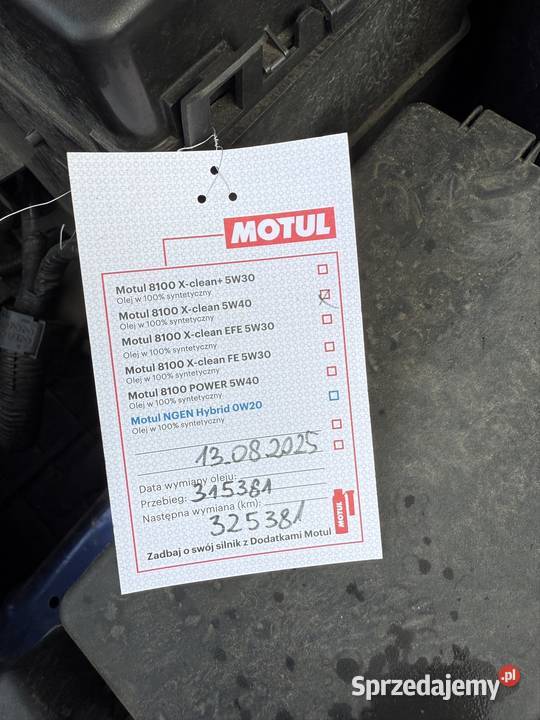 MOTUL
Motul 8100 X-clean+ 5W30
Olej w 100% syntetyczny
Motul 8100 X-clean 5W40
Olej w 100% syntetyczny
Motul 8100 X-clean EFE 5W30
Olej w 100% syntetyczny
Motul 8100 X-clean FE 5W30
Olej w 100% syntetyczny
Motul 8100 POWER 5W40
Olej w 100% syntetyczny
Motul NGEN Hybrid 0W20
Olej w 100% syntetyczny
13.08.2025
Data wymiany oleju:
Przebieg: 315381
Następna wymiana (km):
325381
MOTUL
Zadbaj o swój silnik z Dodatkami Motul
Sprzedajemy.pl